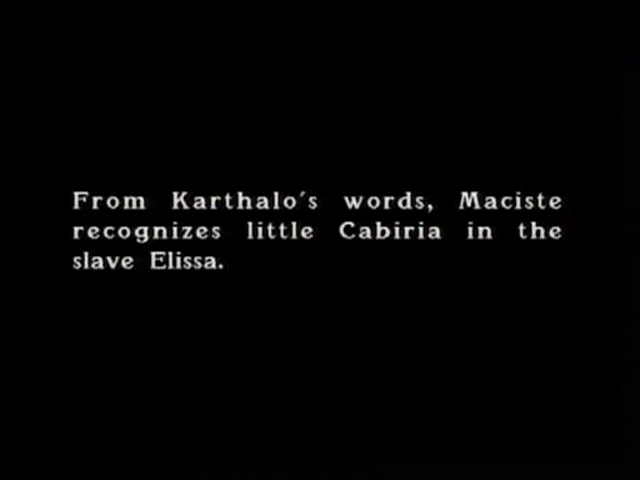 From Karthalo's words, Maciste
recognizes little Cabiria in the
slave Elissa.